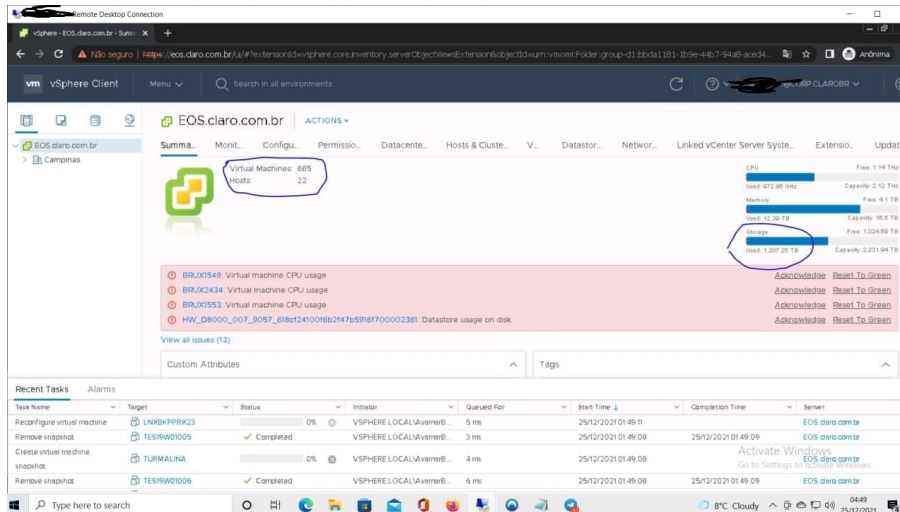 Remote Desktop Connection
vSphere - EOS.claro.com.br - Summ
Não seguro | https://eos.claro.com.br/ui/#?extensionId=vsphere.core.inventory.serverObjectViewsExtension&objectId=urn:vmomi:Folder:group-d1:bbda1181-1b9e-44b7-94a8-aced4...
Anônima
vm vSphere Client
Menu
Search in all environments
CORP.CLAROBR
EOS.claro.com.br
ACTIONS
EOS.claro.com.br
Campinas
Summa... Monit... Configu... Permissio... Datacente... Hosts & Cluste... V... Datastor... Networ... Linked vCenter Server Syste... Extensio... Updat
Virtual Machines: 665
Hosts: 22
CPU Free: 1.14 THz
Used: 972.95 GHz Capacity: 2.12 THz
Memory Free: 4.1 TB
Used: 12.39 TB Capacity: 16.5 TB
Storage Free: 1,024.69 TB
Used: 1,207.25 TB Capacity: 2,231.94 TB
BRUX1549: Virtual machine CPU usage Acknowledge Reset To Green
BRUX2434: Virtual machine CPU usage Acknowledge Reset To Green
BRUX1553: Virtual machine CPU usage Acknowledge Reset To Green
Datastore usage on disk Acknowledge Reset To Green
View all issues (13)
Custom Attributes
Tags
Recent Tasks Alarms
Task Name Target Status Initiator Queued For Start Time Completion Time Server
Reconfigure virtual machine LNXBKPPRX23 0% VSPHERE.LOCAL\AvamarB... 5 ms 25/12/2021 01:49:11 EOS.claro.com.br
Remove snapshot TES19W01005 Completed VSPHERE.LOCAL\AvamarB... 3 ms 25/12/2021 01:49:08 25/12/2021 01:49:09 EOS.claro.com.br
Create virtual machine snapshot TURMALINA 0% VSPHERE.LOCAL\AvamarB... 4 ms 25/12/2021 01:49:08 EOS.claro.com.br
Remove snapshot TES19W01006 Completed VSPHERE.LOCAL\AvamarB... 6 ms 25/12/2021 01:49:08 25/12/2021 01:49:09 EOS.claro.com.br
Activate Windows
Go to Settings to activate Windows.
Type here to search
8°C Cloudy
04:49
25/12/2021